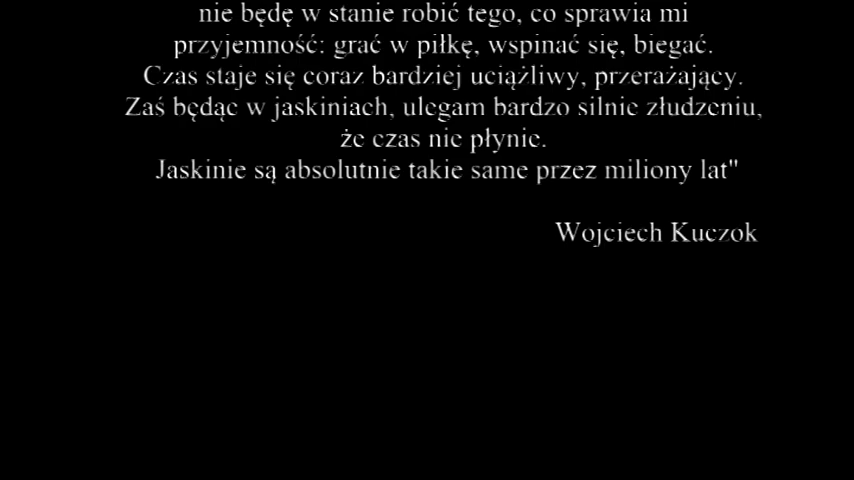 nie będę w stanie robić tego, co sprawia mi
przyjemność: grać w piłkę, wspinać się, biegać.
Czas staje się coraz bardziej uciążliwy, przerażający.
Zaś będąc w jaskiniach, ulegam bardzo silnie złudzeniu,
że czas nie płynie.
Jaskinie są absolutnie takie same przez miliony lat"
Wojciech Kuczok